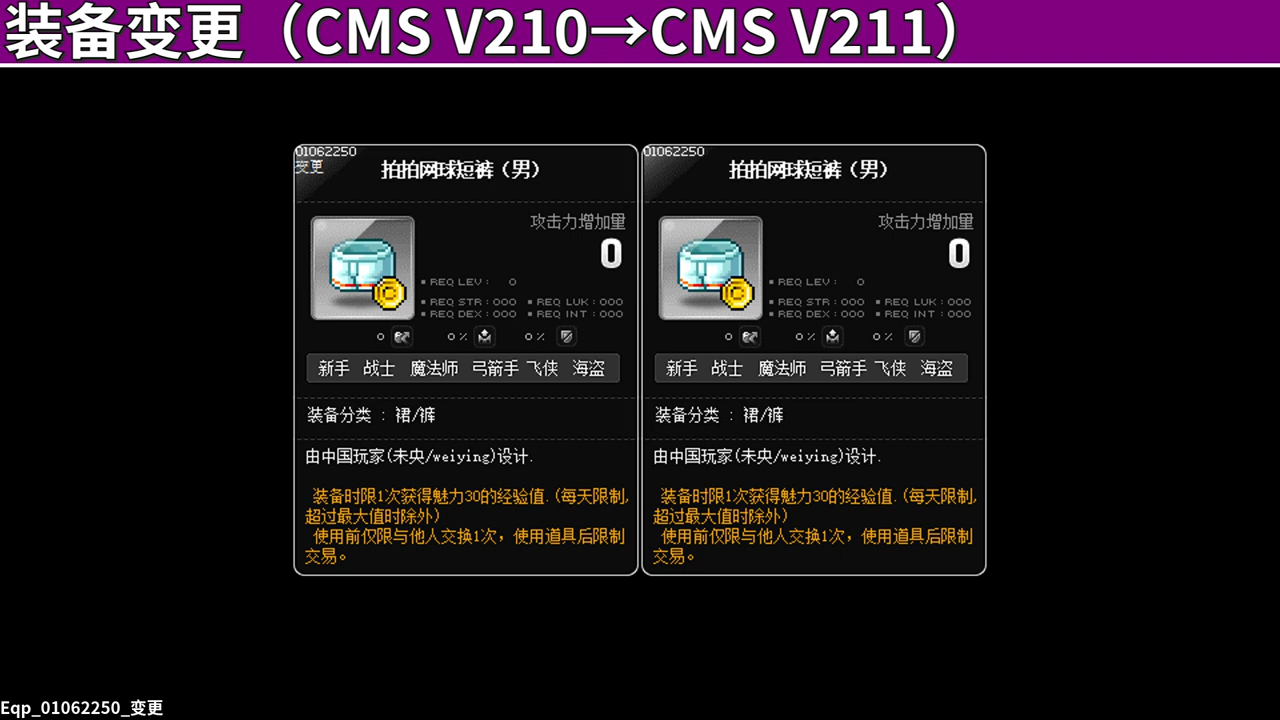 装备变更（CMS V210→CMS V211）
01062250
变更
拍拍网球短裤（男）
攻击力增加量
0
REQ LEV : 0
REQ STR : 000 REQ LUK : 000
REQ DEX : 000 REQ INT : 000
0 0 % 0 %
新手 战士 魔法师 弓箭手 飞侠 海盗
装备分类 : 裙/裤
由中国玩家(未央/weiying)设计.
装备时限1次获得魅力30的经验值.(每天限制,
超过最大值时除外)
使用前仅限与他人交换1次，使用道具后限制
交易。
01062250
拍拍网球短裤（男）
攻击力增加量
0
REQ LEV : 0
REQ STR : 000 REQ LUK : 000
REQ DEX : 000 REQ INT : 000
0 0 % 0 %
新手 战士 魔法师 弓箭手 飞侠 海盗
装备分类 : 裙/裤
由中国玩家(未央/weiying)设计.
装备时限1次获得魅力30的经验值.(每天限制,
超过最大值时除外)
使用前仅限与他人交换1次，使用道具后限制
交易。
Eqp_01062250_变更